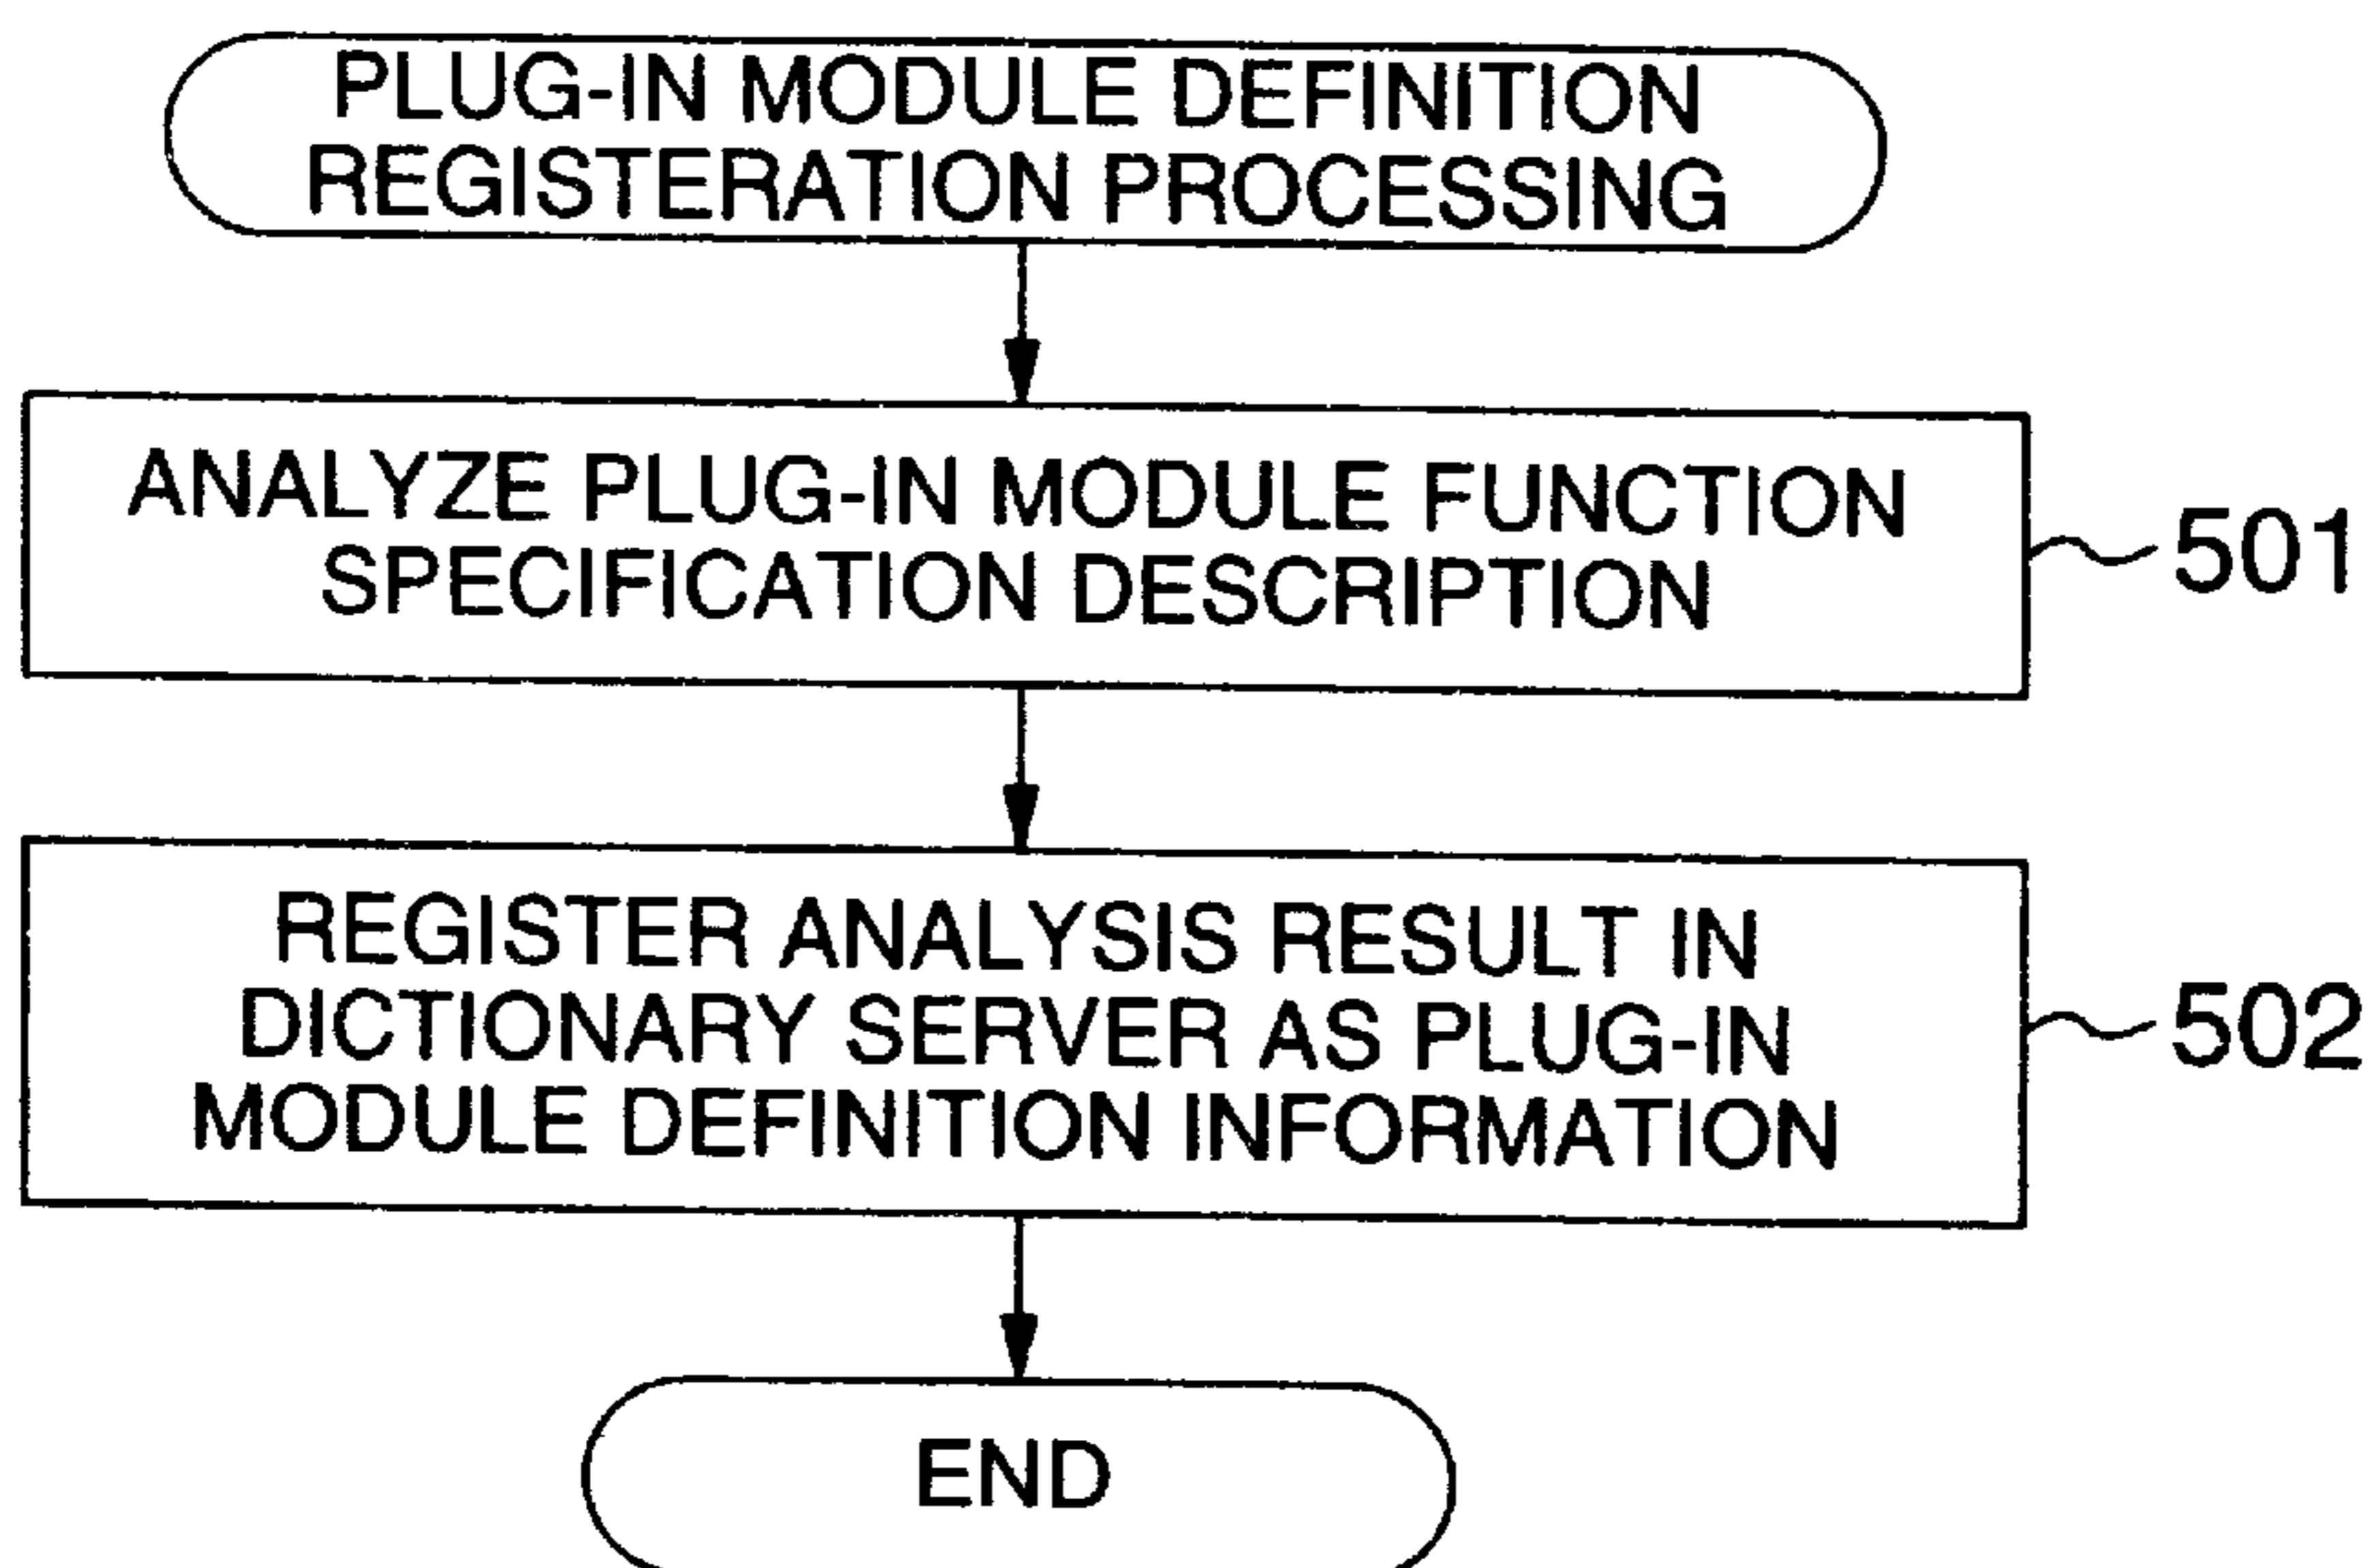 PLUG-IN MODULE DEFINITION
REGISTERATION PROCESSING
ANALYZE PLUG-IN MODULE FUNCTION
SPECIFICATION DESCRIPTION
501
REGISTER ANALYSIS RESULT IN
DICTIONARY SERVER AS PLUG-IN
MODULE DEFINITION INFORMATION
502
END